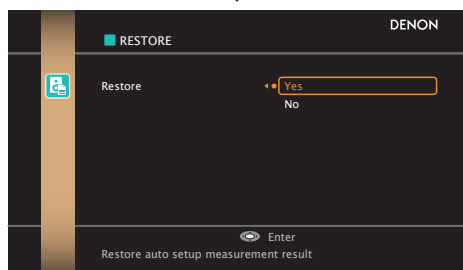 DENON
RESTORE
Restore
Yes
No
Enter
Restore auto setup measurement result